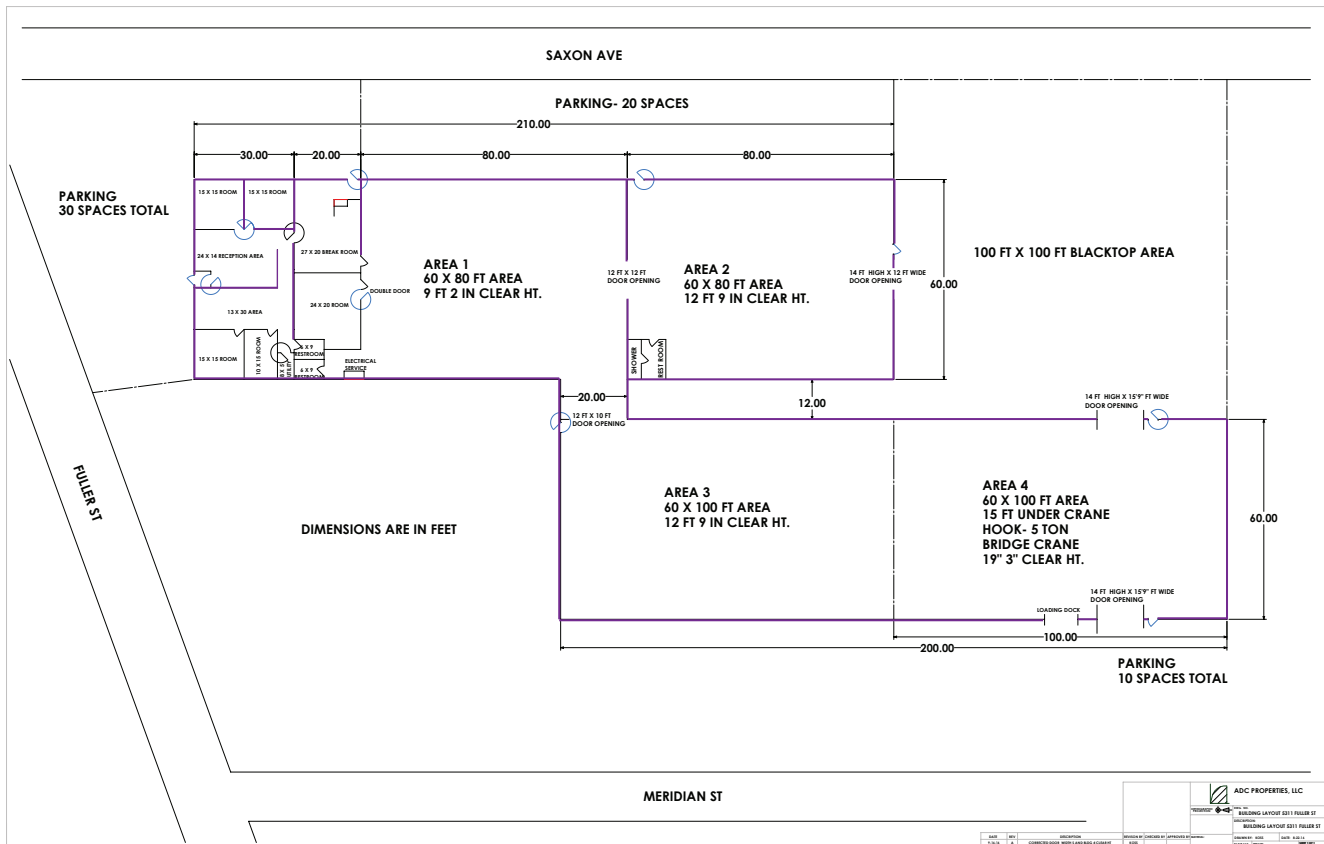 SAXON AVE
PARKING- 20 SPACES
210.00
30.00
20.00
80.00
80.00
PARKING
30 SPACES TOTAL
15 X 15 ROOM
15 X 15 ROOM
24 X 14 RECEPTION AREA
27 X 20 BREAK ROOM
AREA 1
60 X 80 FT AREA
9 FT 2 IN CLEAR HT.
12 FT X 12 FT
DOOR OPENING
AREA 2
60 X 80 FT AREA
12 FT 9 IN CLEAR HT.
14 FT HIGH X 12 FT WIDE
DOOR OPENING
60.00
100 FT X 100 FT BLACKTOP AREA
DOUBLE DOOR
24 X 20 ROOM
13 X 30 AREA
15 X 15 ROOM
10 X 15 ROOM
UTILITY
6 X 9
RESTROOM
6 X 9
RESTROOM
ELECTRICAL
SERVICE
SHOWER
REST ROOM
20.00
12.00
12 FT X 10 FT
DOOR OPENING
14 FT HIGH X 15'9" FT WIDE
DOOR OPENING
FULLER ST
DIMENSIONS ARE IN FEET
AREA 3
60 X 100 FT AREA
12 FT 9 IN CLEAR HT.
AREA 4
60 X 100 FT AREA
15 FT UNDER CRANE
HOOK- 5 TON
BRIDGE CRANE
19" 3" CLEAR HT.
60.00
14 FT HIGH X 15'9" FT WIDE
DOOR OPENING
LOADING DOCK
100.00
200.00
PARKING
10 SPACES TOTAL
MERIDIAN ST
ADC PROPERTIES, LLC
BUILDING LAYOUT 5311 FULLER ST
DESCRIPTION:
BUILDING LAYOUT 5311 FULLER ST
DATE
REV
DESCRIPTION
REVISION BY
CHECKED BY
APPROVED BY